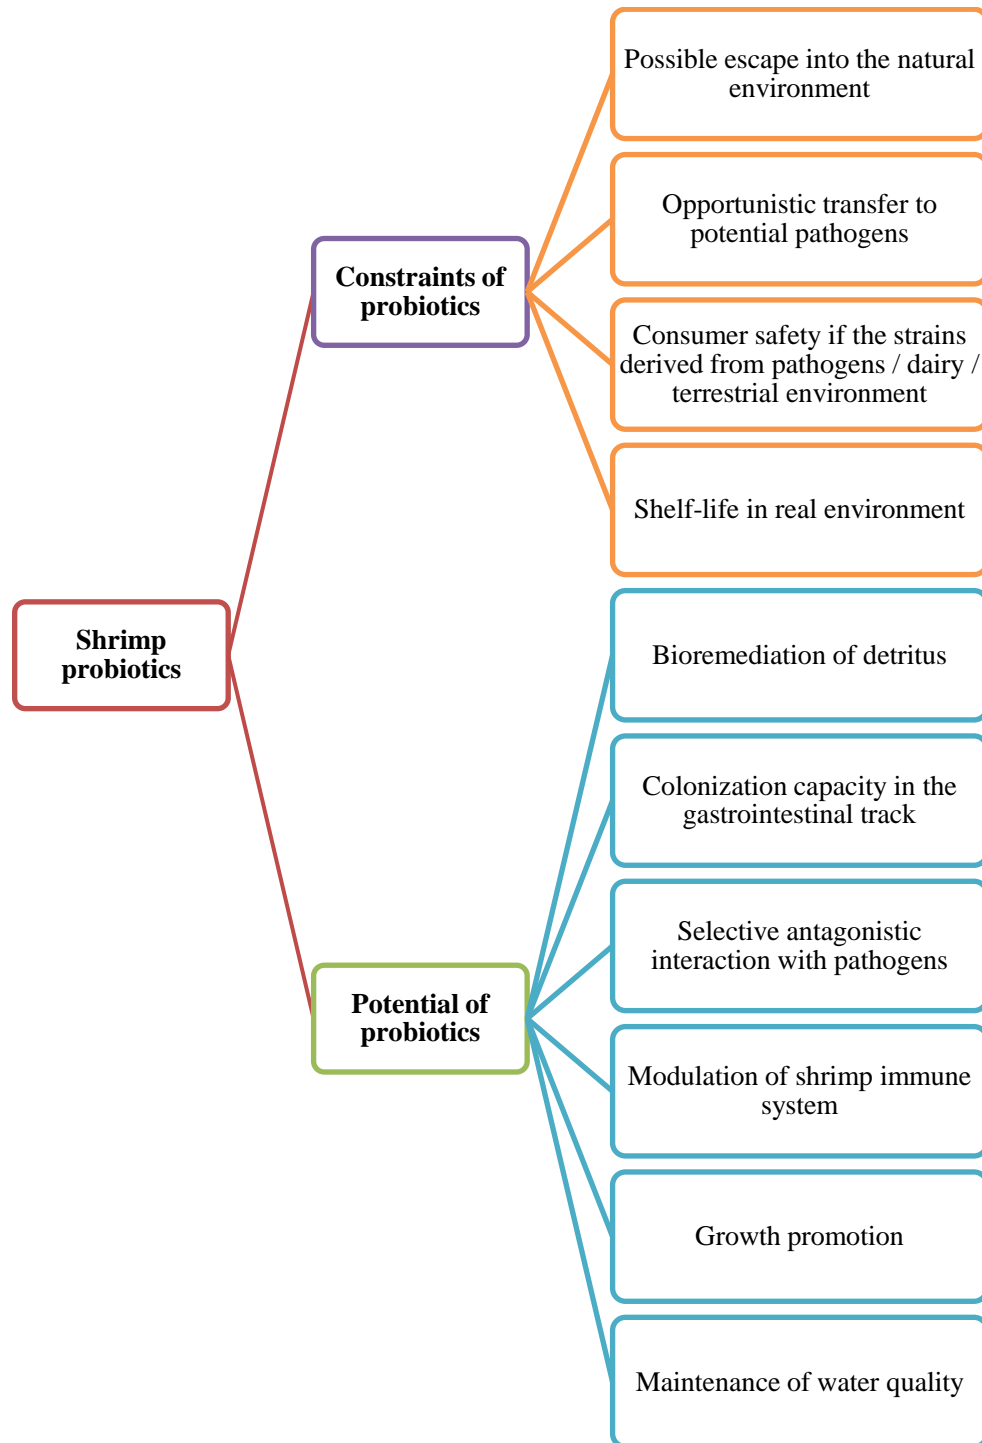 Possible escape into the natural
environment
Opportunistic transfer to
potential pathogens
Constraints of
probiotics
Consumer safety if the strains
derived from pathogens / dairy /
terrestrial environment
Shelf-life in real environment
Shrimp
probiotics
Bioremediation of detritus
Colonization capacity in the
gastrointestinal track
Selective antagonistic
interaction with pathogens
Potential of
probiotics
Modulation of shrimp immune
system
Growth promotion
Maintenance of water quality